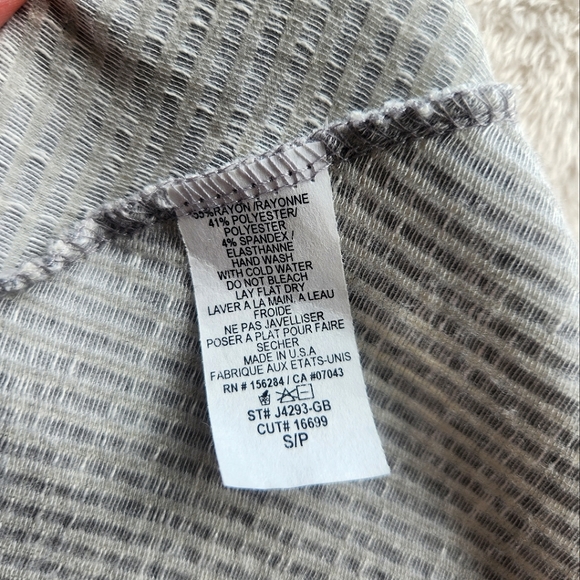 55%RAYON/RAYONNE
41% POLYESTER/
POLYESTER
4% SPANDEX /
ELASTHANNE
HAND WASH
WITH COLD WATER
DO NOT BLEACH
LAY FLAT DRY
LAVER A LA MAIN, A LEAU
FROIDE
NE PAS JAVELLISER
POSER A PLAT POUR FAIRE
SECHER
MADE IN U.S.A
FABRIQUE AUX ETATS-UNIS
RN # 156284 / CA #07043
ST# J4293-GB
CUT# 16699
S/P